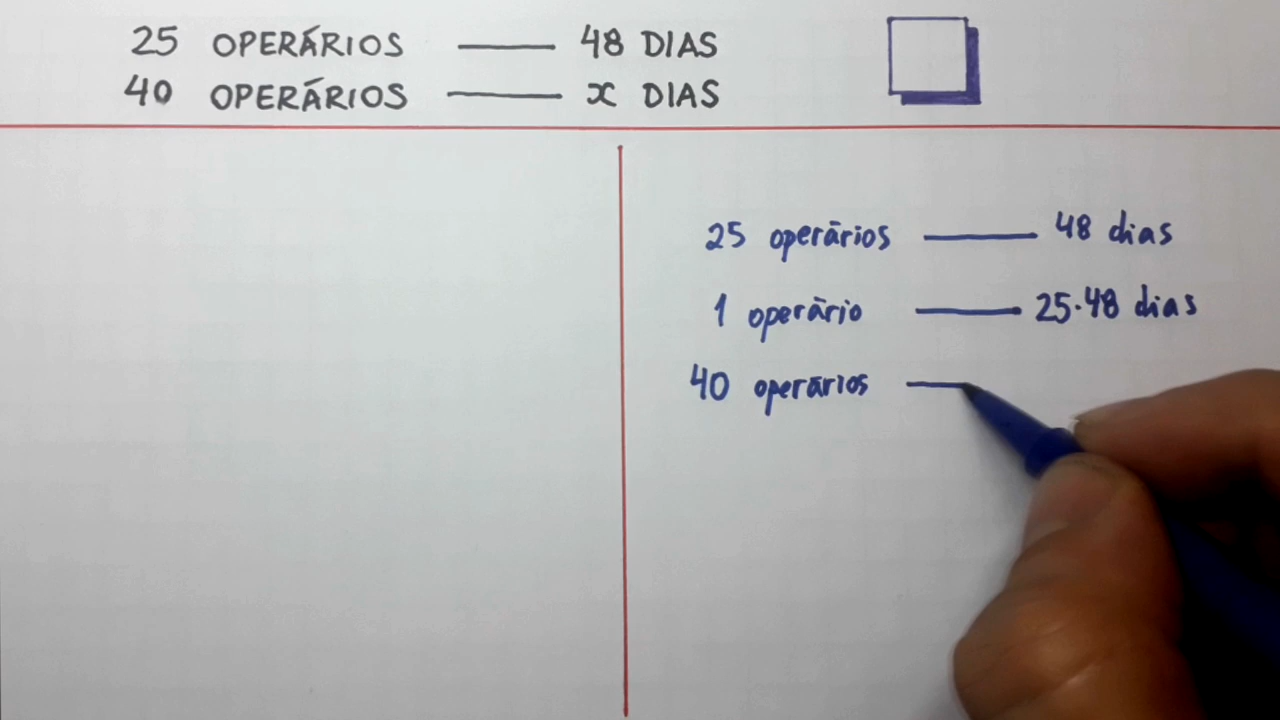 25 OPERÁRIOS — 48 DIAS
40 OPERÁRIOS — x DIAS
25 operários — 48 dias
1 operário — 25·48 dias
40 operários —